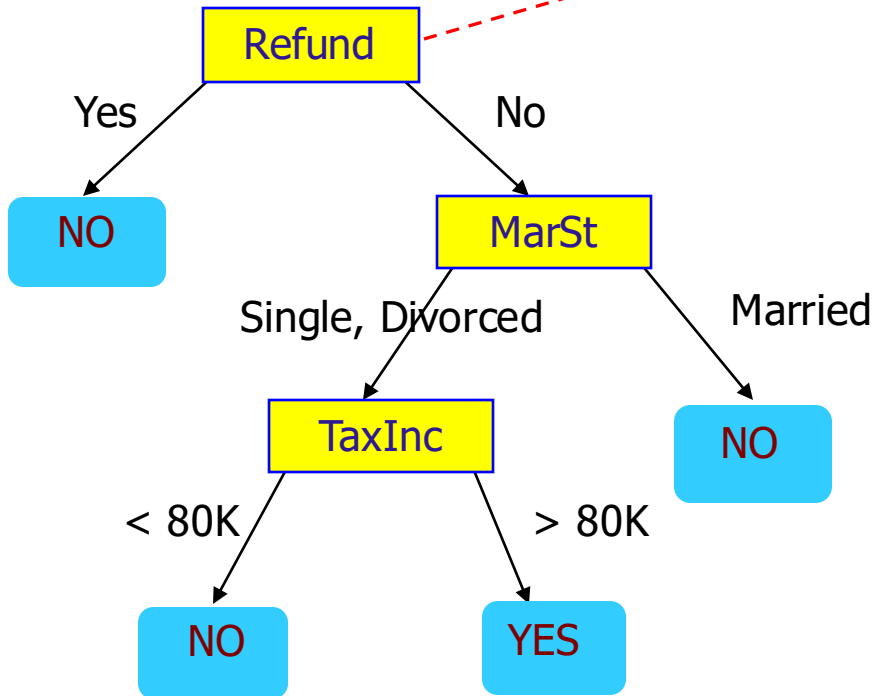 Refund
Yes
No
NO
MarSt
Single, Divorced
Married
TaxInc
NO
< 80K
> 80K
NO
YES